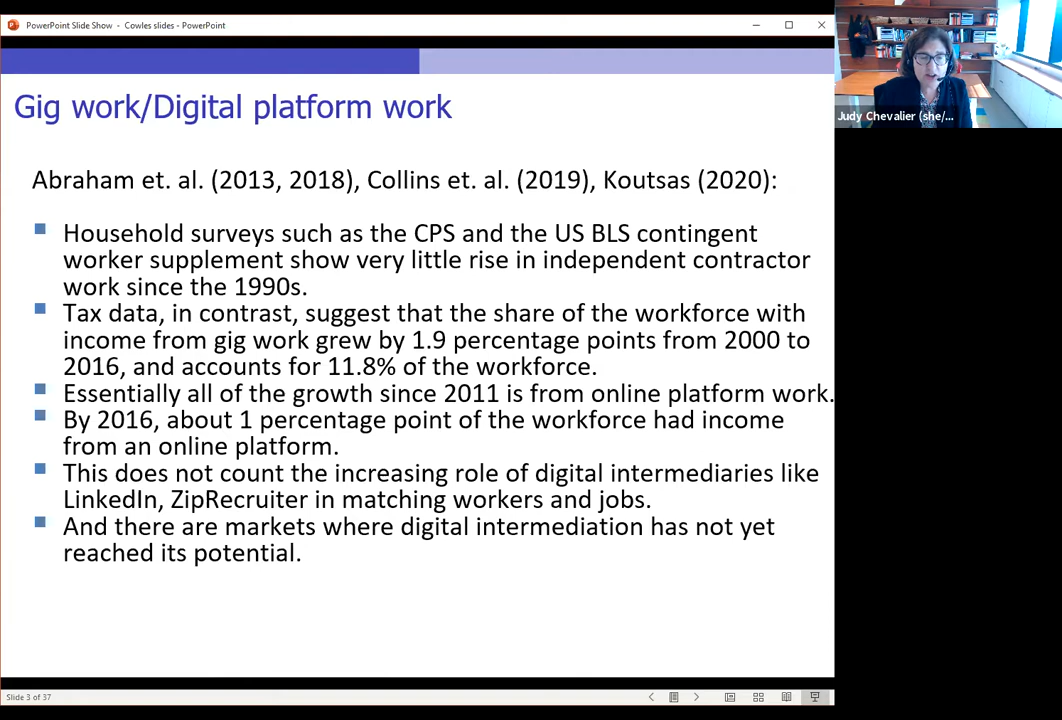 PowerPoint Slide Show - Cowles slides - PowerPoint
Gig work/Digital platform work
Judy Chevalier (she/...
Abraham et. al. (2013, 2018), Collins et. al. (2019), Koutsas (2020):
Household surveys such as the CPS and the US BLS contingent
worker supplement show very little rise in independent contractor
work since the 1990s.
Tax data, in contrast, suggest that the share of the workforce with
income from gig work grew by 1.9 percentage points from 2000 to
2016, and accounts for 11.8% of the workforce.
Essentially all of the growth since 2011 is from online platform work.
By 2016, about 1 percentage point of the workforce had income
from an online platform.
This does not count the increasing role of digital intermediaries like
LinkedIn, ZipRecruiter in matching workers and jobs.
And there are markets where digital intermediation has not yet
reached its potential.
Slide 3 of 37